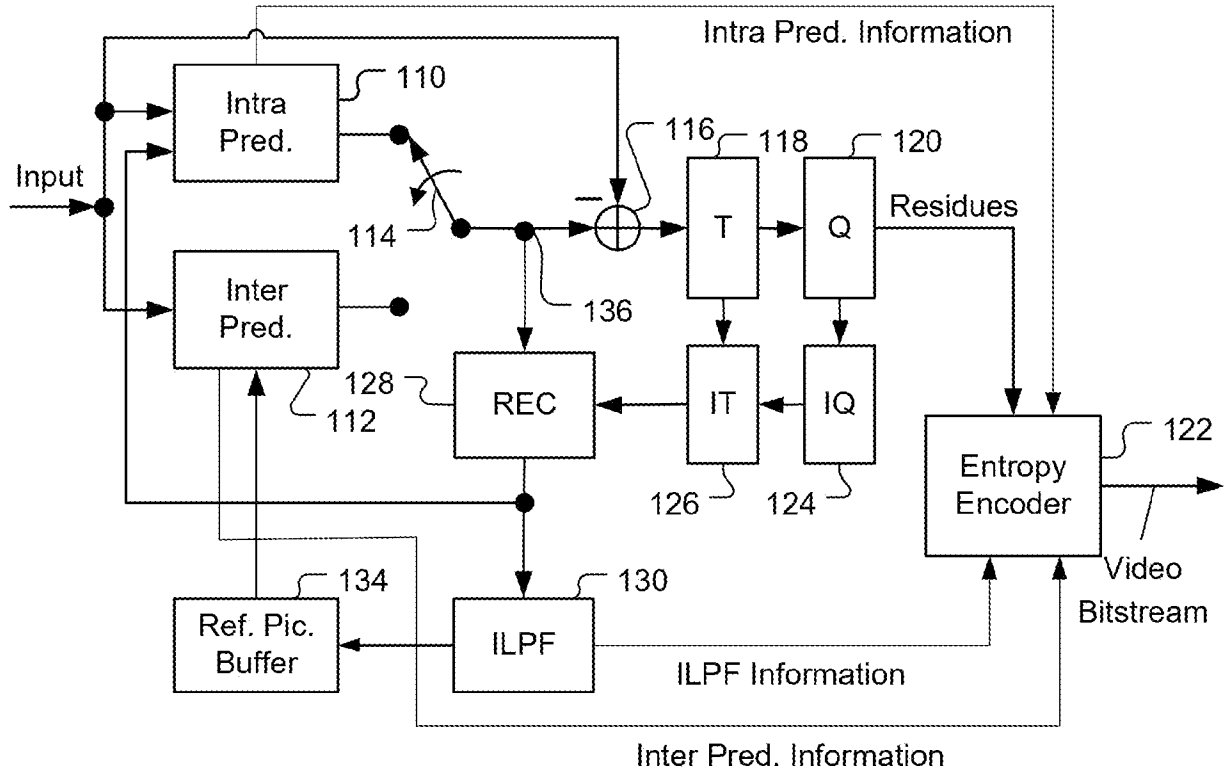 Intra Pred. Information
Intra
Pred.
110
116
118
120
Input
−
T
Q
Residues
114
Inter
Pred.
136
128
REC
IT
IQ
112
122
Entropy
Encoder
126
124
Video
Bitstream
134
130
Ref. Pic.
Buffer
ILPF
ILPF Information
Inter Pred. Information